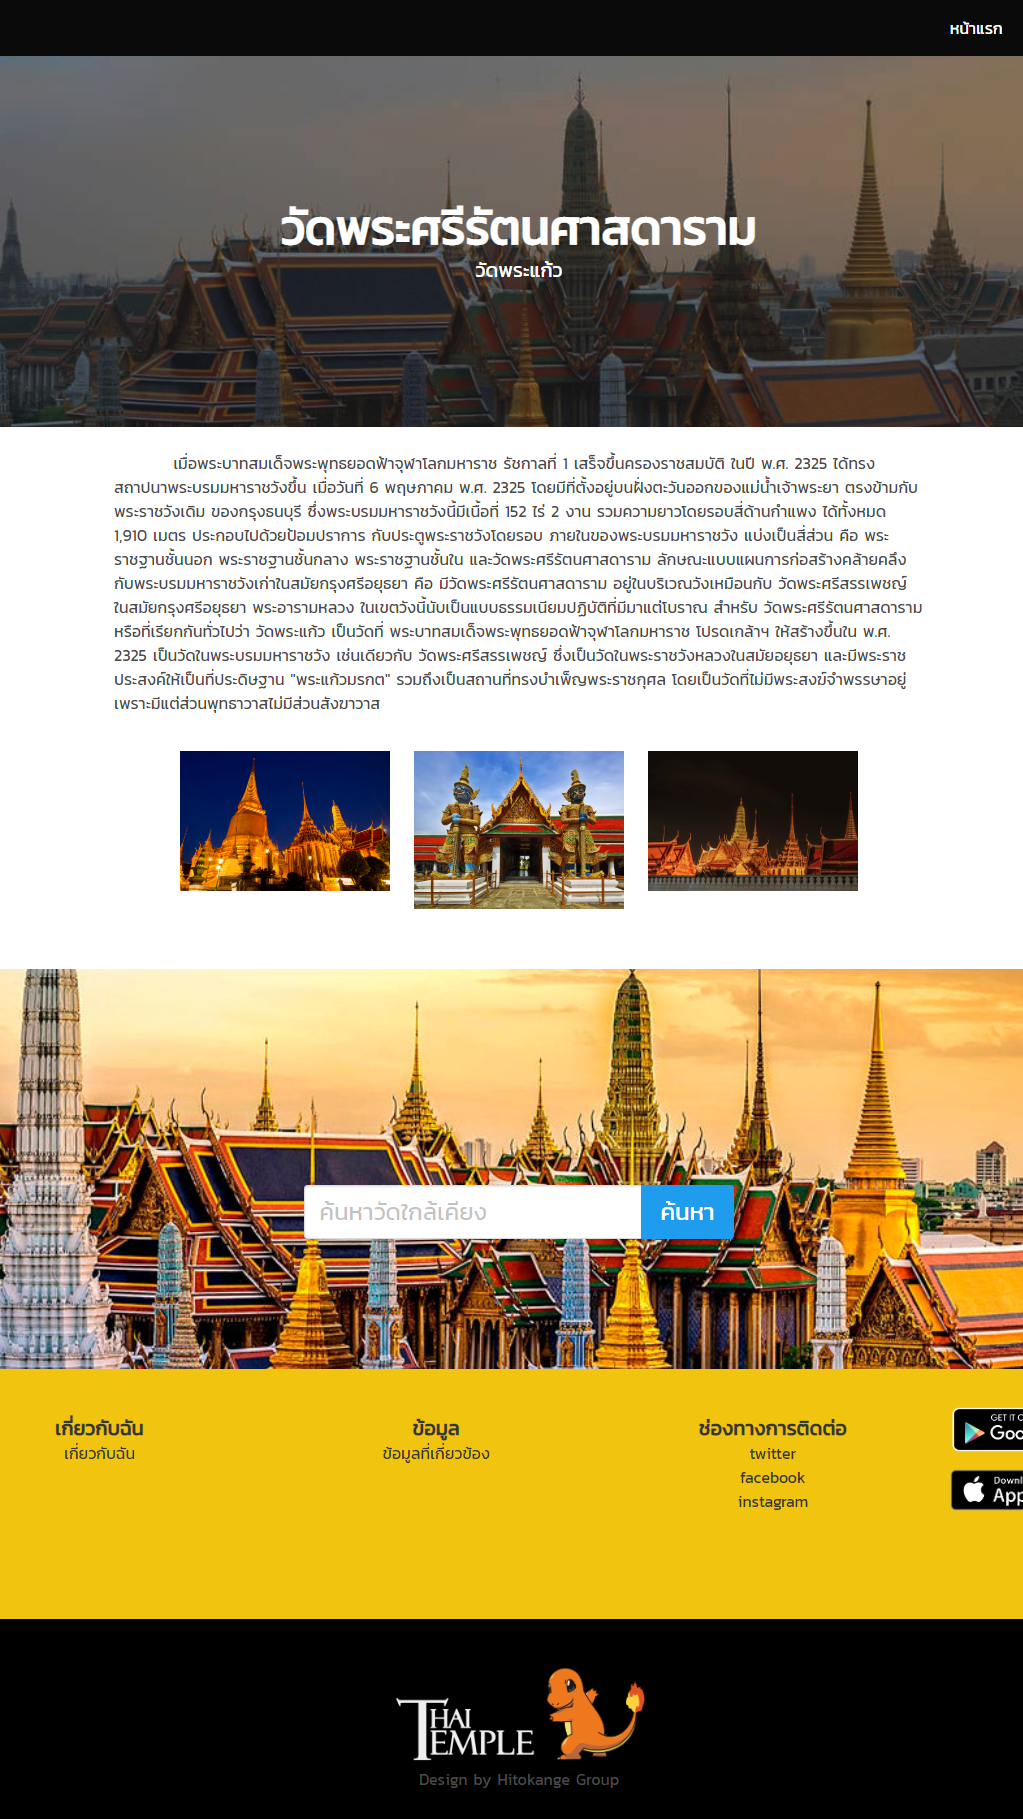 หน้าแรก
วัดพระศรีรัตนศาสดาราม
วัดพระแก้ว
เมื่อพระบาทสมเด็จพระพุทธยอดฟ้าจุฬาโลกมหาราช รัชกาลที่ 1 เสร็จขึ้นครองราชสมบัติ ในปี พ.ศ. 2325 ได้ทรง
สถาปนาพระบรมมหาราชวังขึ้น เมื่อวันที่ 6 พฤษภาคม พ.ศ. 2325 โดยมีที่ตั้งอยู่บนฝั่งตะวันออกของแม่น้ำเจ้าพระยา ตรงข้ามกับ
พระราชวังเดิม ของกรุงธนบุรี ซึ่งพระบรมมหาราชวังนี้มีเนื้อที่ 152 ไร่ 2 งาน รวมความยาวโดยรอบสี่ด้านกำแพง ได้ทั้งหมด
1,910 เมตร ประกอบไปด้วยป้อมปราการ กับประตูพระราชวังโดยรอบ ภายในของพระบรมมหาราชวัง แบ่งเป็นสี่ส่วน คือ พระ
ราชฐานชั้นนอก พระราชฐานชั้นกลาง พระราชฐานชั้นใน และวัดพระศรีรัตนศาสดาราม ลักษณะแบบแผนการก่อสร้างคล้ายคลึง
กับพระบรมมหาราชวังเก่าในสมัยกรุงศรีอยุธยา คือ มีวัดพระศรีรัตนศาสดาราม อยู่ในบริเวณวังเหมือนกับ วัดพระศรีสรรเพชญ์
ในสมัยกรุงศรีอยุธยา พระอารามหลวง ในเขตวังนี้นับเป็นแบบธรรมเนียมปฏิบัติที่มีมาแต่โบราณ สำหรับ วัดพระศรีรัตนศาสดาราม
หรือที่เรียกกันทั่วไปว่า วัดพระแก้ว เป็นวัดที่ พระบาทสมเด็จพระพุทธยอดฟ้าจุฬาโลกมหาราช โปรดเกล้าฯ ให้สร้างขึ้นใน พ.ศ.
2325 เป็นวัดในพระบรมมหาราชวัง เช่นเดียวกับ วัดพระศรีสรรเพชญ์ ซึ่งเป็นวัดในพระราชวังหลวงในสมัยอยุธยา และมีพระราช
ประสงค์ให้เป็นที่ประดิษฐาน "พระแก้วมรกต" รวมถึงเป็นสถานที่ทรงบำเพ็ญพระราชกุศล โดยเป็นวัดที่ไม่มีพระสงฆ์จำพรรษาอยู่
เพราะมีแต่ส่วนพุทธาวาสไม่มีส่วนสังฆาวาส
ค้นหาวัดใกล้เคียง ค้นหา
เกี่ยวกับฉัน
เกี่ยวกับฉัน
ข้อมูล
ข้อมูลที่เกี่ยวข้อง
ช่องทางการติดต่อ
twitter
facebook
instagram
GET IT
THAI
TEMPLE
Design by Hitokange Group